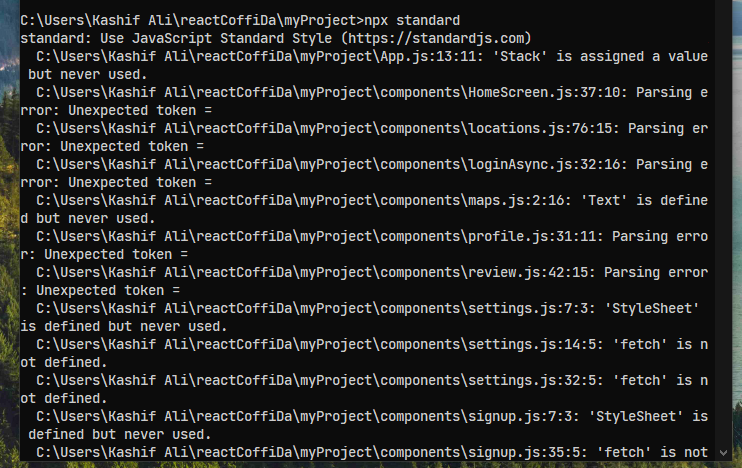 C:\Users\Kashif Ali\reactCoffiDa\myProject>npx standard
standard: Use JavaScript Standard Style (https://standardjs.com)
  C:\Users\Kashif Ali\reactCoffiDa\myProject\App.js:13:11: 'Stack' is assigned a value
 but never used.
  C:\Users\Kashif Ali\reactCoffiDa\myProject\components\HomeScreen.js:37:10: Parsing e
rror: Unexpected token =
  C:\Users\Kashif Ali\reactCoffiDa\myProject\components\locations.js:76:15: Parsing er
ror: Unexpected token =
  C:\Users\Kashif Ali\reactCoffiDa\myProject\components\loginAsync.js:32:16: Parsing e
rror: Unexpected token =
  C:\Users\Kashif Ali\reactCoffiDa\myProject\components\maps.js:2:16: 'Text' is define
d but never used.
  C:\Users\Kashif Ali\reactCoffiDa\myProject\components\profile.js:31:11: Parsing erro
r: Unexpected token =
  C:\Users\Kashif Ali\reactCoffiDa\myProject\components\review.js:42:15: Parsing error
: Unexpected token =
  C:\Users\Kashif Ali\reactCoffiDa\myProject\components\settings.js:7:3: 'StyleSheet'
is defined but never used.
  C:\Users\Kashif Ali\reactCoffiDa\myProject\components\settings.js:14:5: 'fetch' is n
ot defined.
  C:\Users\Kashif Ali\reactCoffiDa\myProject\components\settings.js:32:5: 'fetch' is n
ot defined.
  C:\Users\Kashif Ali\reactCoffiDa\myProject\components\signup.js:7:3: 'StyleSheet' is
 defined but never used.
  C:\Users\Kashif Ali\reactCoffiDa\myProject\components\signup.js:35:5: 'fetch' is not